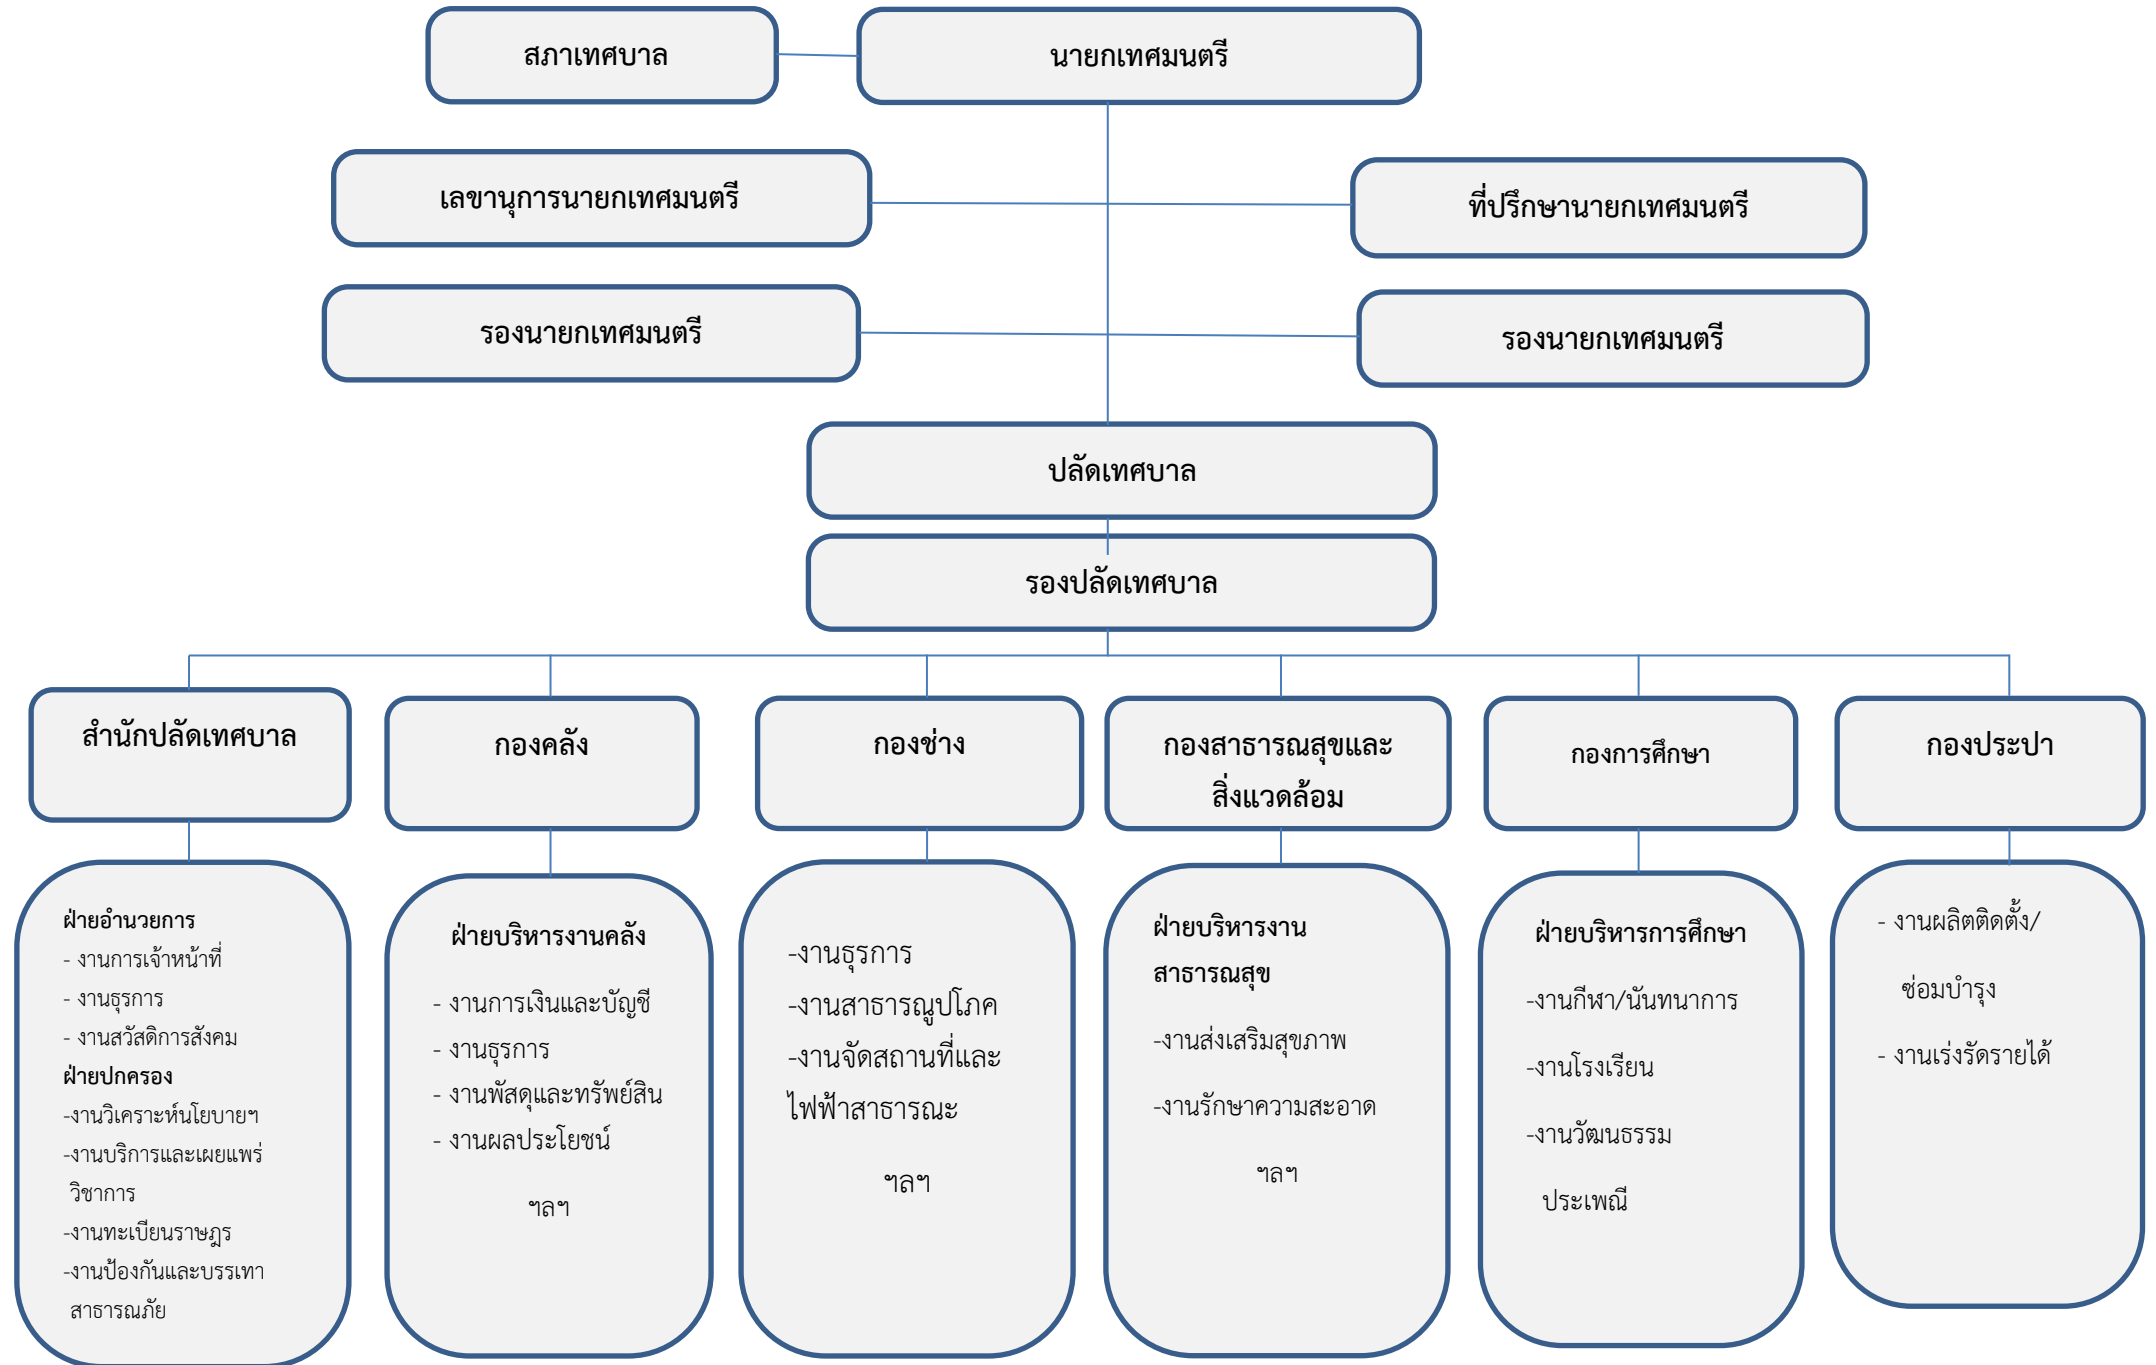 สภาเทศบาล
นายกเทศมนตรี
เลขานุการนายกเทศมนตรี
ที่ปรึกษานายกเทศมนตรี
รองนายกเทศมนตรี
รองนายกเทศมนตรี
ปลัดเทศบาล
รองปลัดเทศบาล
สำนักปลัดเทศบาล
กองคลัง
กองช่าง
กองสาธารณสุขและ
สิ่งแวดล้อม
กองการศึกษา
กองประปา
ฝ่ายอำนวยการ
- งานการเจ้าหน้าที่
- งานธุรการ
- งานสวัสดิการสังคม
ฝ่ายปกครอง
-งานวิเคราะห์นโยบายฯ
-งานบริการและเผยแพร่
วิชาการ
-งานทะเบียนราษฎร
-งานป้องกันและบรรเทา
สาธารณภัย
ฝ่ายบริหารงานคลัง
- งานการเงินและบัญชี
- งานธุรการ
- งานพัสดุและทรัพย์สิน
- งานผลประโยชน์
ฯลฯ
-งานธุรการ
-งานสาธารณูปโภค
-งานจัดสถานที่และ
ไฟฟ้าสาธารณะ
ฯลฯ
ฝ่ายบริหารงาน
สาธารณสุข
-งานส่งเสริมสุขภาพ
-งานรักษาความสะอาด
ฯลฯ
ฝ่ายบริหารการศึกษา
-งานกีฬา/นันทนาการ
-งานโรงเรียน
-งานวัฒนธรรม
ประเพณี
- งานผลิตติดตั้ง/
ซ่อมบำรุง
- งานเร่งรัดรายได้